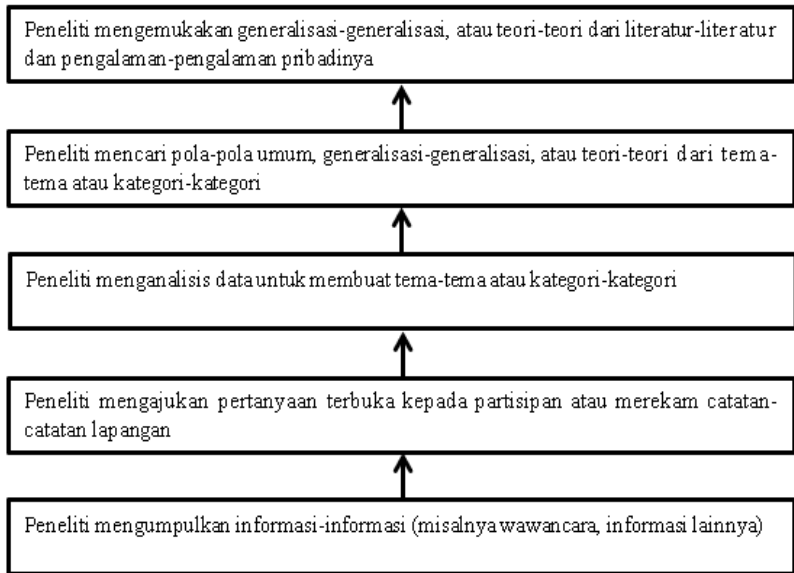 Peneliti mengemukakan generalisasi-generalisasi, atau teori-teori dari literatur-literatur
dan pengalaman-pengalaman pribadinya
Peneliti mencari pola-pola umum, generalisasi-generalisasi, atau teori-teori dari tema-
tema atau kategori-kategori
Peneliti menganalisis data untuk membuat tema-tema atau kategori-kategori
Peneliti mengajukan pertanyaan terbuka kepada partisipan atau merekam catatan-
catatan lapangan
Peneliti mengumpulkan informasi-informasi (misalnya wawancara, informasi lainnya)